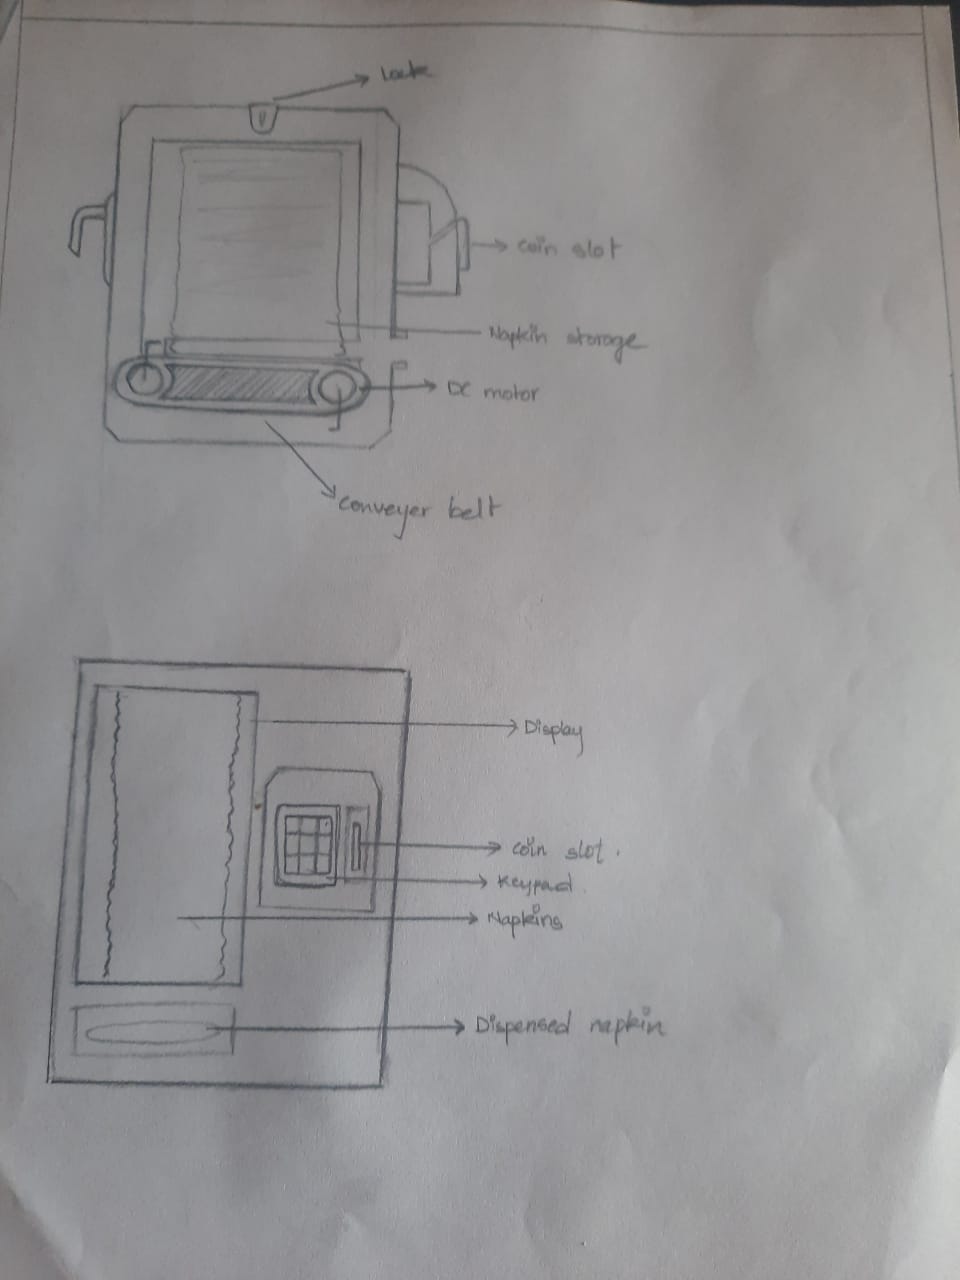 Lock
coin slot
Napkin storage
DC motor
conveyer belt
Display
coin slot.
Keypad.
Napkins
Dispensed napkin